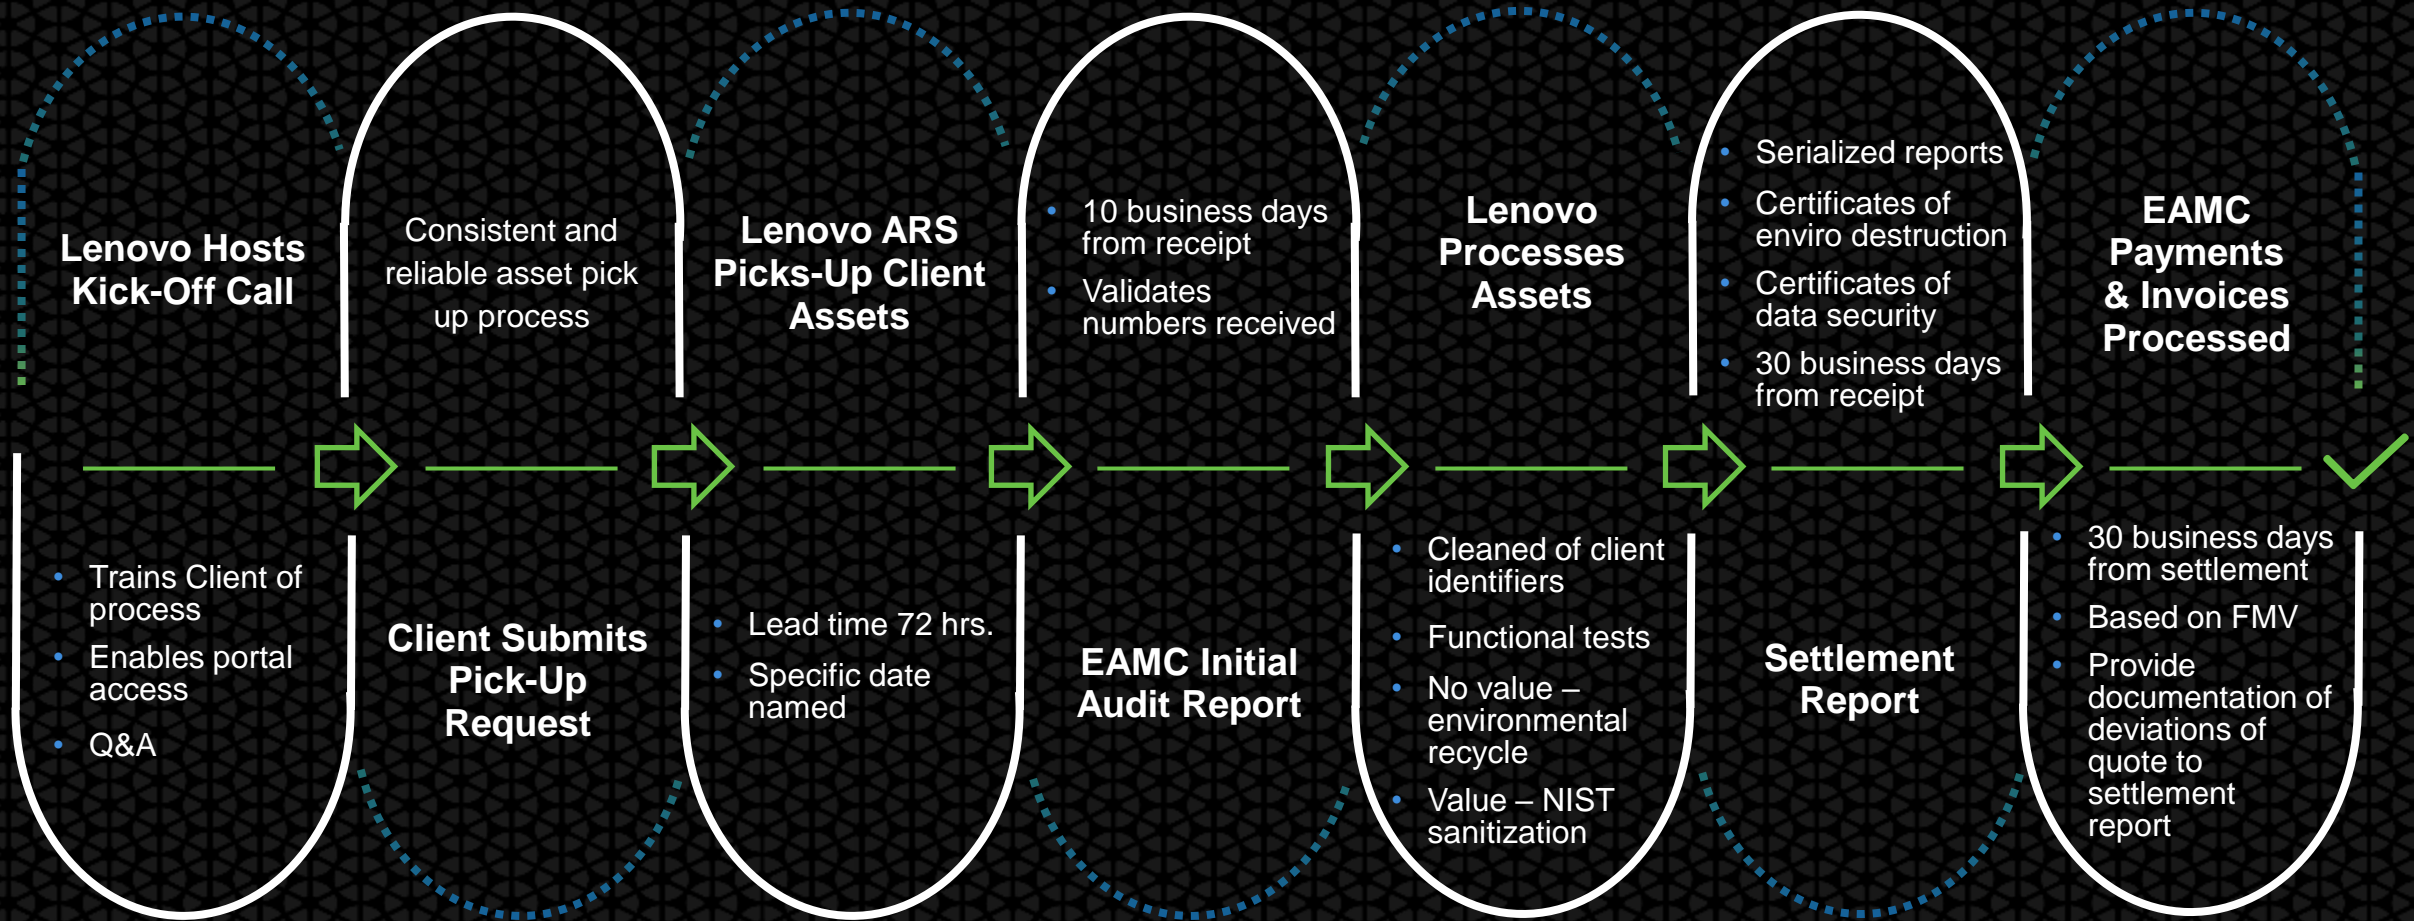 Lenovo Hosts
Kick-Off Call
• Trains Client of
process
• Enables portal
access
• Q&A
Consistent and
reliable asset pick
up process
Client Submits
Pick-Up
Request
Lenovo ARS
Picks-Up Client
Assets
• Lead time 72 hrs.
• Specific date
named
• 10 business days
from receipt
• Validates
numbers received
EAMC Initial
Audit Report
Lenovo
Processes
Assets
• Cleaned of client
identifiers
• Functional tests
• No value –
environmental
recycle
• Value – NIST
sanitization
• Serialized reports
• Certificates of
enviro destruction
• Certificates of
data security
• 30 business days
from receipt
Settlement
Report
EAMC
Payments
& Invoices
Processed
• 30 business days
from settlement
• Based on FMV
• Provide
documentation of
deviations of
quote to
settlement
report